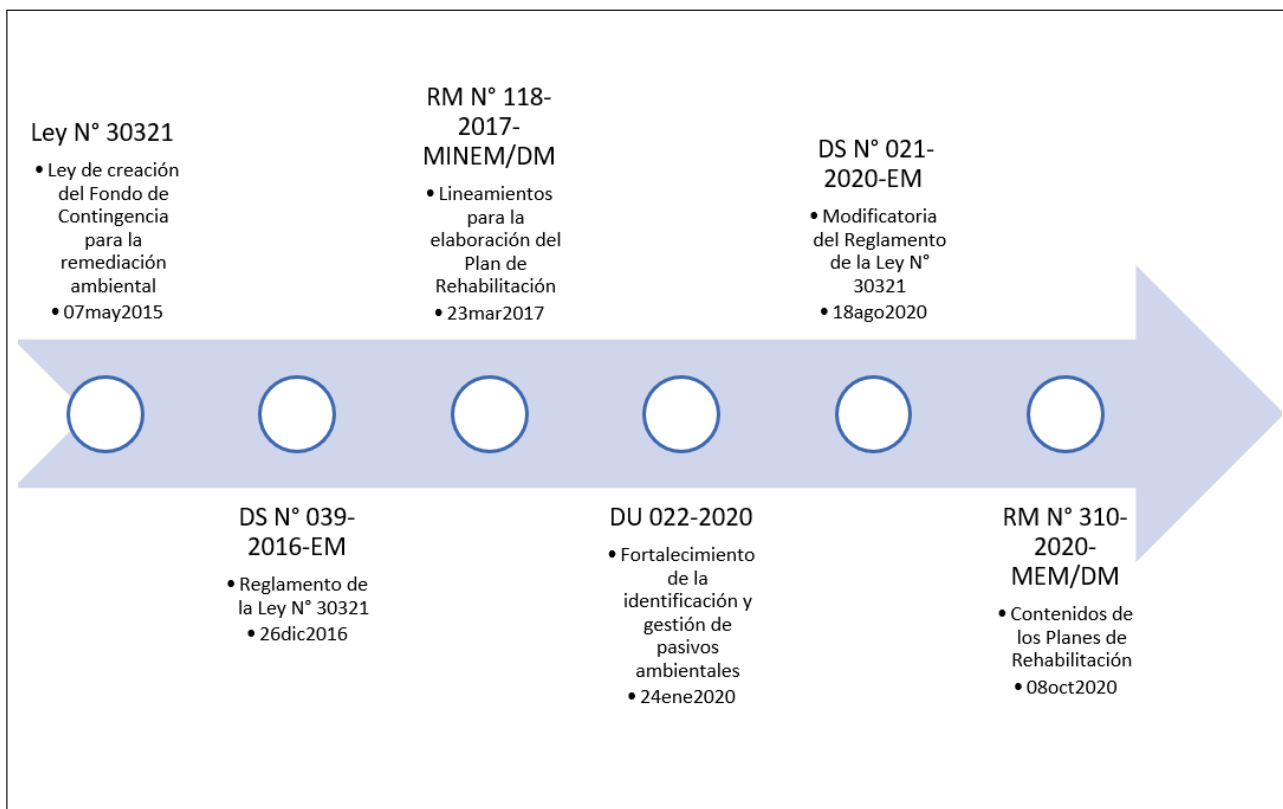 Ley N° 30321
• Ley de creación
del Fondo de
Contingencia
para la
remediación
ambiental
• 07may2015
DS N° 039-
2016-EM
• Reglamento de
la Ley N° 30321
• 26dic2016
RM N° 118-
2017-
MINEM/DM
• Lineamientos
para la
elaboración del
Plan de
Rehabilitación
• 23mar2017
DU 022-2020
• Fortalecimiento
de la
identificación y
gestión de
pasivos
ambientales
• 24ene2020
DS N° 021-
2020-EM
• Modificatoria
del Reglamento
de la Ley N°
30321
• 18ago2020
RM N° 310-
2020-
MEM/DM
• Contenidos de
los Planes de
Rehabilitación
• 08oct2020